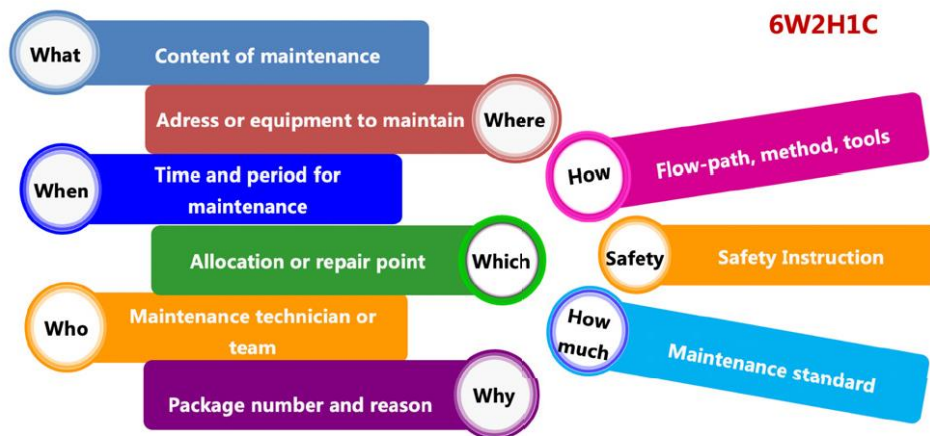 6W2H1C
What
Content of maintenance
Adress or equipment to maintain
Where
When
Time and period for
maintenance
Allocation or repair point
Which
Who
Maintenance technician or
team
Package number and reason
Why
How
Flow-path, method, tools
Safety
Safety Instruction
How
much
Maintenance standard